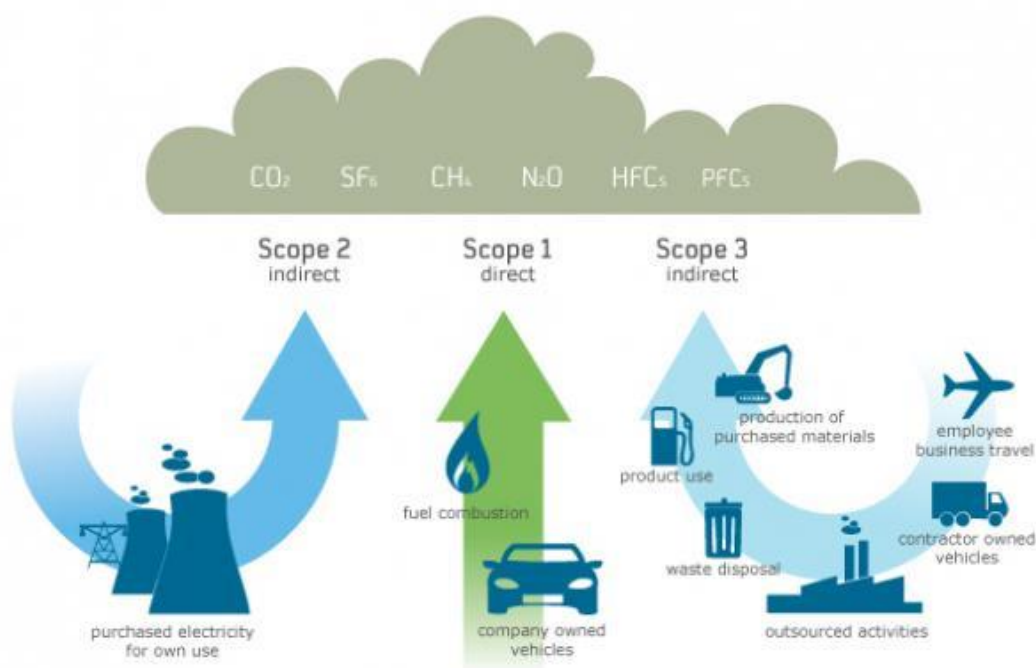 CO₂ SF₆ CH₄ N₂O HFCs PFCs
Scope 2
indirect
Scope 1
direct
Scope 3
indirect
purchased electricity
for own use
fuel combustion
company owned
vehicles
production of
purchased materials
product use
waste disposal
employee
business travel
contractor owned
vehicles
outsourced activities